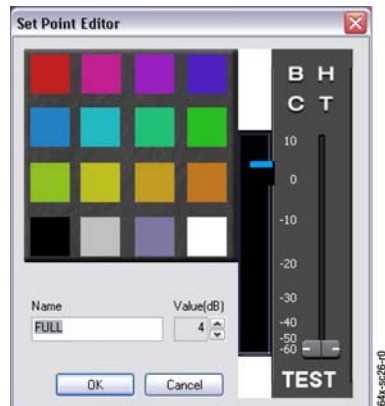 Set Point Editor
B H
C T
10
0
-10
-20
-30
-40
-50
-60
TEST
Name
Value(dB)
FULL
4
OK
Cancel
64x-sc26-r0